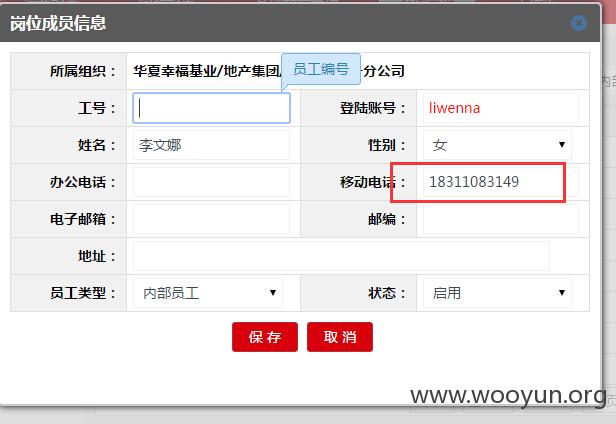 岗位成员信息
所属组织： 华夏幸福基业/地产集团/ 分公司
员工编号
工号： 登陆账号： liwenna
姓名： 李文娜 性别： 女
办公电话： 移动电话： 18311083149
电子邮箱： 邮编：
地址：
员工类型： 内部员工 状态： 启用
保 存 取 消
www.wooyun.org